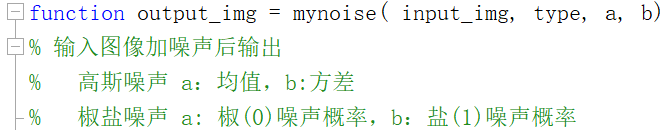 function output_img = mynoise( input_img, type, a, b)
% 输入图像加噪声后输出
%   高斯噪声 a：均值，b:方差
%   椒盐噪声 a: 椒(0)噪声概率，b：盐(1)噪声概率